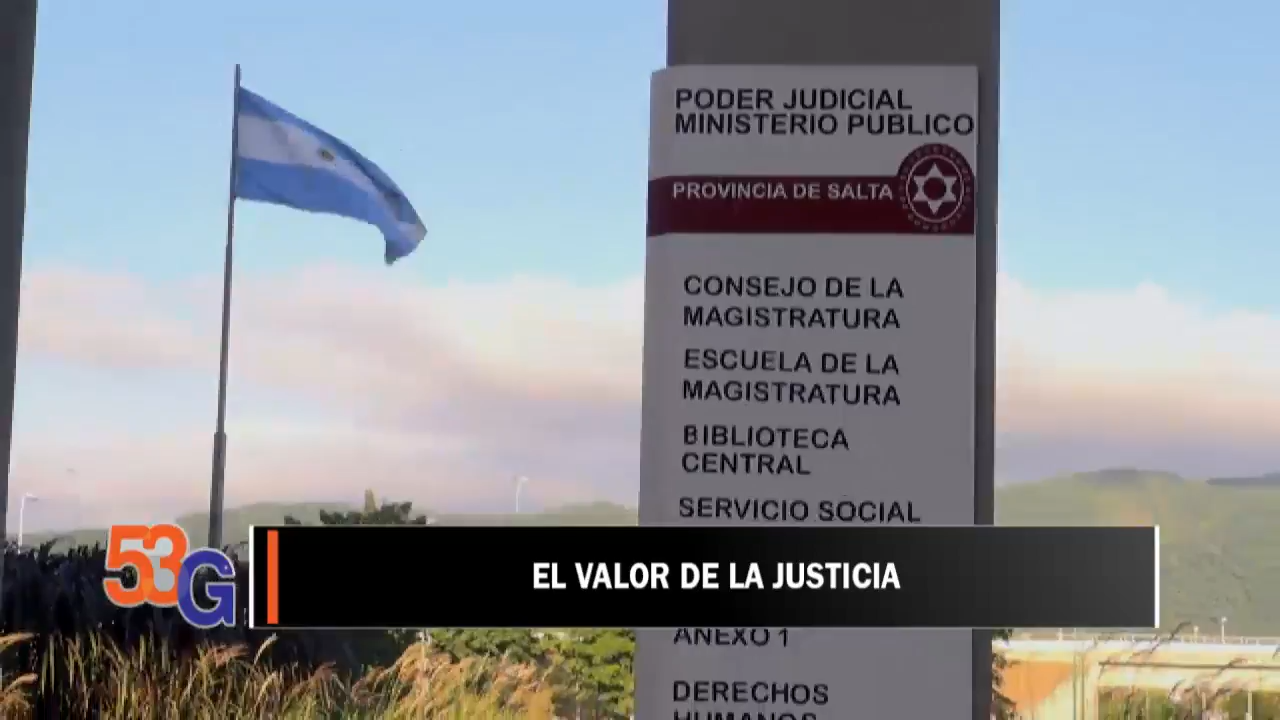 PODER JUDICIAL
MINISTERIO PUBLICO
PROVINCIA DE SALTA
CONSEJO DE LA
MAGISTRATURA
ESCUELA DE LA
MAGISTRATURA
BIBLIOTECA
CENTRAL
SERVICIO SOCIAL
53G
EL VALOR DE LA JUSTICIA
ANEXO 1
DERECHOS
HUMANOS